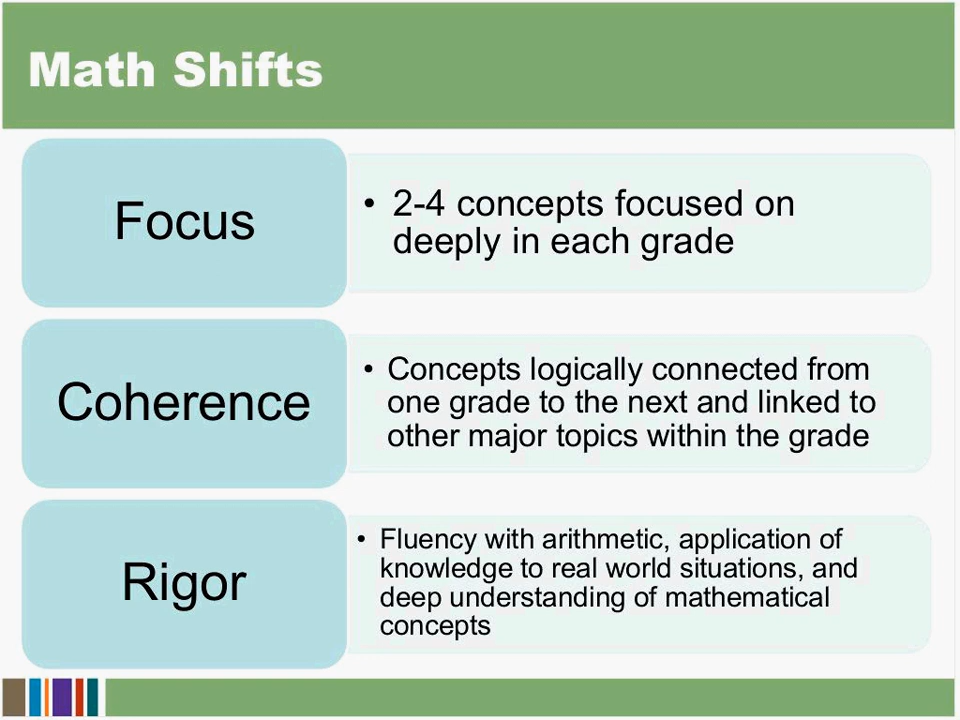 Math Shifts
Focus
• 2-4 concepts focused on
deeply in each grade
Coherence
• Concepts logically connected from
one grade to the next and linked to
other major topics within the grade
Rigor
• Fluency with arithmetic, application of
knowledge to real world situations, and
deep understanding of mathematical
concepts